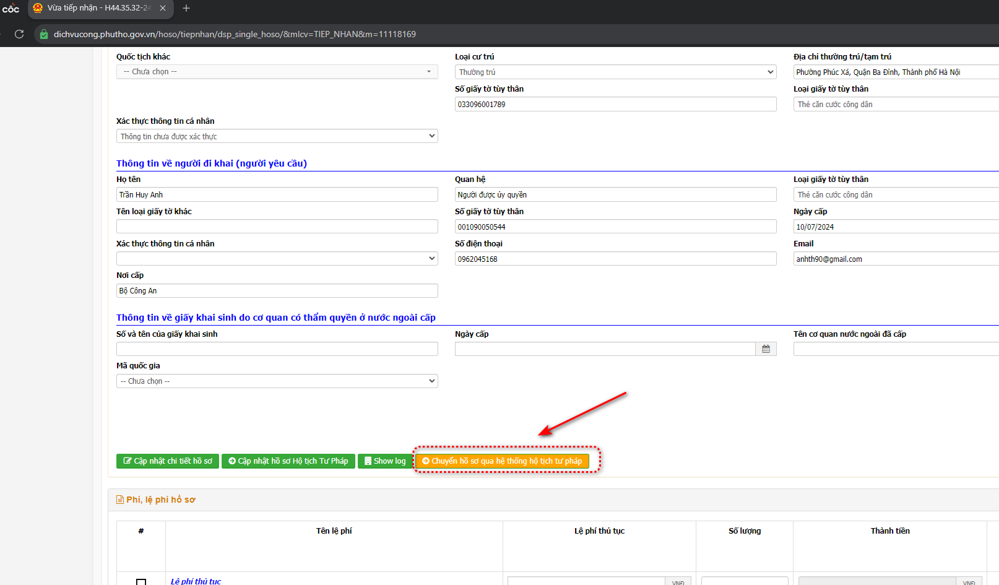 CỐC
Vừa tiếp nhận - H44.35.32-24
dichvucong.phutho.gov.vn/hoso/tiepnhan/dsp_single_hoso/&mlcv=TIEP_NHAN&m=11118169
Quốc tịch khác
Loại cư trú
Địa chỉ thường trú/tạm trú
-- Chưa chọn --
Thường trú
Phường Phúc Xá, Quận Ba Đình, Thành phố Hà Nội
Số giấy tờ tùy thân
Loại giấy tờ tùy thân
033096001789
Thẻ căn cước công dân
Xác thực thông tin cá nhân
Thông tin chưa được xác thực
Thông tin về người đi khai (người yêu cầu)
Họ tên
Quan hệ
Loại giấy tờ tùy thân
Trần Huy Anh
Người được ủy quyền
Thẻ căn cước công dân
Tên loại giấy tờ khác
Số giấy tờ tùy thân
Ngày cấp
001090050544
10/07/2024
Xác thực thông tin cá nhân
Số điện thoại
Email
0962045168
anhth90@gmail.com
Nơi cấp
Bộ Công An
Thông tin về giấy khai sinh do cơ quan có thẩm quyền ở nước ngoài cấp
Số và tên của giấy khai sinh
Ngày cấp
Tên cơ quan nước ngoài đã cấp
Mã quốc gia
-- Chưa chọn --
Cập nhật chi tiết hồ sơ
Cập nhật hồ sơ Hộ tịch Tư Pháp
Show log
Chuyển hồ sơ qua hệ thống hộ tịch tư pháp
Phí, lệ phí hồ sơ
#
Tên lệ phí
Lệ phí thủ tục
Số lượng
Thành tiền
Lệ phí thủ tục
VNĐ
VNĐ